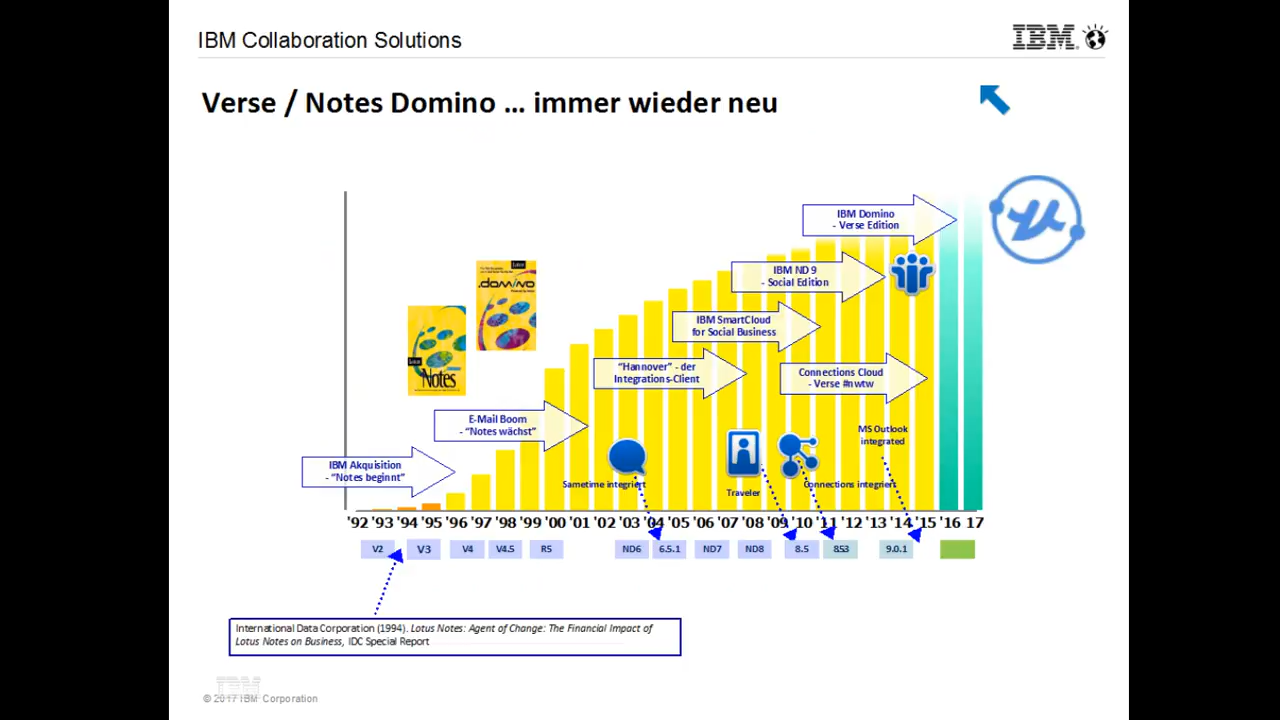 IBM Collaboration Solutions
IBM
Verse / Notes Domino ... immer wieder neu
IBM Domino
- Verse Edition
IBM ND 9
- Social Edition
IBM SmartCloud
for Social Business
"Hannover" - der
Integrations-Client
Connections Cloud
- Verse #nwtw
E-Mail Boom
- "Notes wächst"
IBM Akquisition
- "Notes beginnt"
Lotus
.domino
Lotus
Notes
MS Outlook
integrated
Sametime integriert
Traveler
Connections integriert
'92 '93 '94 '95 '96 '97 '98 '99 '00 '01 '02 '03 '04 '05 '06 '07 '08 '09 '10 '11 '12 '13 '14 '15 '16 17
V2 V3 V4 V4.5 R5 ND6 6.5.1 ND7 ND8 8.5 853 9.0.1
International Data Corporation (1994). Lotus Notes: Agent of Change: The Financial Impact of
Lotus Notes on Business, IDC Special Report
IBM
© 2017 IBM Corporation